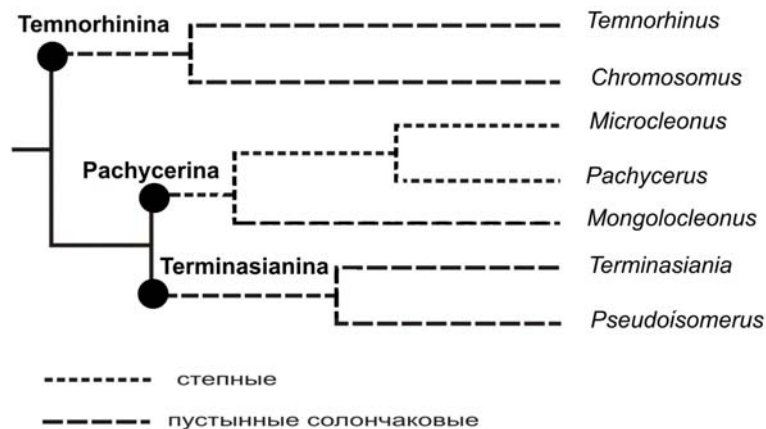 Temnorhinina
Temnorhinus
Chromosomus
Microcleonus
Pachycerina
Pachycerus
Mongolocleonus
Terminasianina
Terminasiania
Pseudoisomerus
степные
пустынные солончаковые